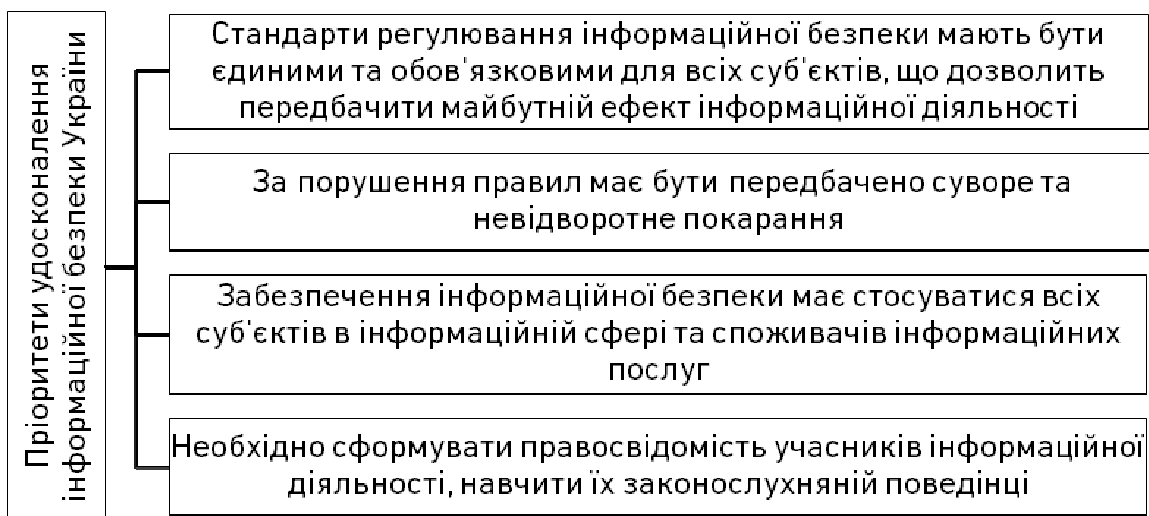 Пріоритети удосконалення
інформаційної безпеки України
Стандарти регулювання інформаційної безпеки мають бути
єдиними та обов'язковими для всіх суб'єктів, що дозволить
передбачити майбутній ефект інформаційної діяльності
За порушення правил має бути передбачено суворе та
невідворотне покарання
Забезпечення інформаційної безпеки має стосуватися всіх
суб'єктів в інформаційній сфері та споживачів інформаційних
послуг
Необхідно сформувати правосвідомість учасників інформаційної
діяльності, навчити їх законослухняній поведінці